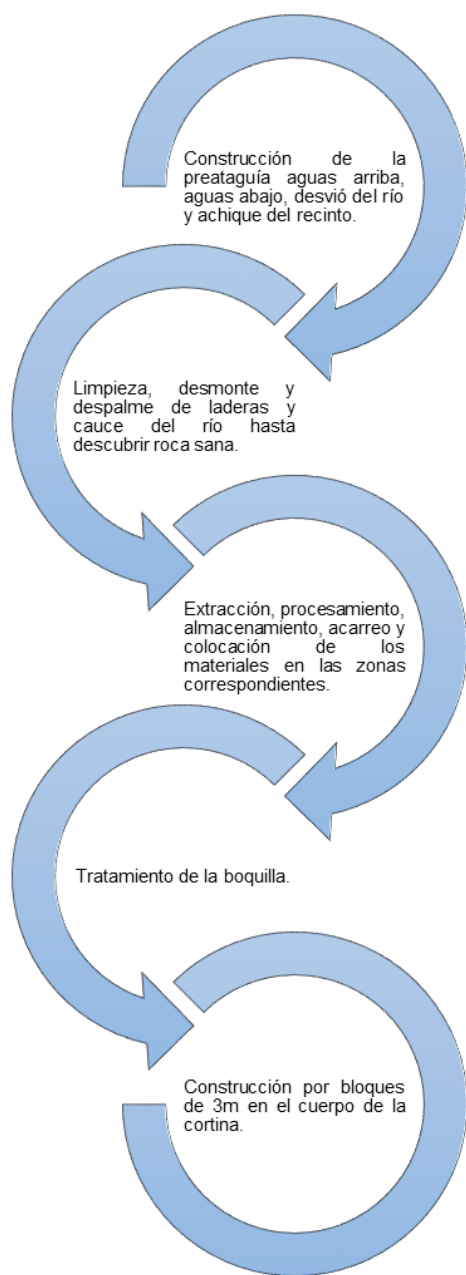 Construcción de la
preataguía aguas arriba,
aguas abajo, desvió del río
y achique del recinto.
Limpieza, desmonte y
despalme de laderas y
cauce del río hasta
descubrir roca sana.
Extracción, procesamiento,
almacenamiento, acarreo y
colocación de los
materiales en las zonas
correspondientes.
Tratamiento de la boquilla.
Construcción por bloques
de 3m en el cuerpo de la
cortina.